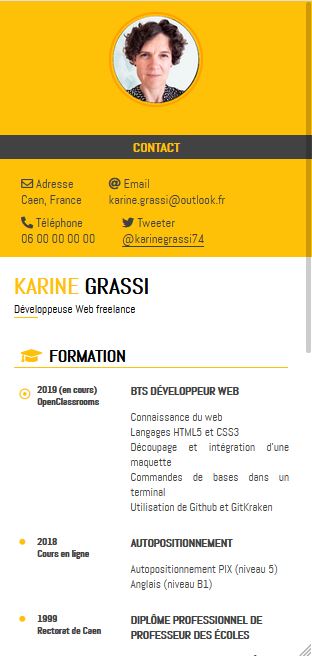 CONTACT
Adresse
Caen, France
Email
karine.grassi@outlook.fr
Téléphone
06 00 00 00 00
Tweeter
@karinegrassi74
KARINE GRASSI
Développeuse Web freelance
FORMATION
2019 (en cours)
OpenClassrooms
BTS DÉVELOPPEUR WEB
Connaissance du web
Langages HTML5 et CSS3
Découpage et intégration d'une
maquette
Commandes de bases dans un
terminal
Utilisation de Github et GitKraken
2018
Cours en ligne
AUTOPOSITIONNEMENT
Autopositionnement PIX (niveau 5)
Anglais (niveau B1)
1999
Rectorat de Caen
DIPLÔME PROFESSIONNEL DE
PROFESSEUR DES ÉCOLES